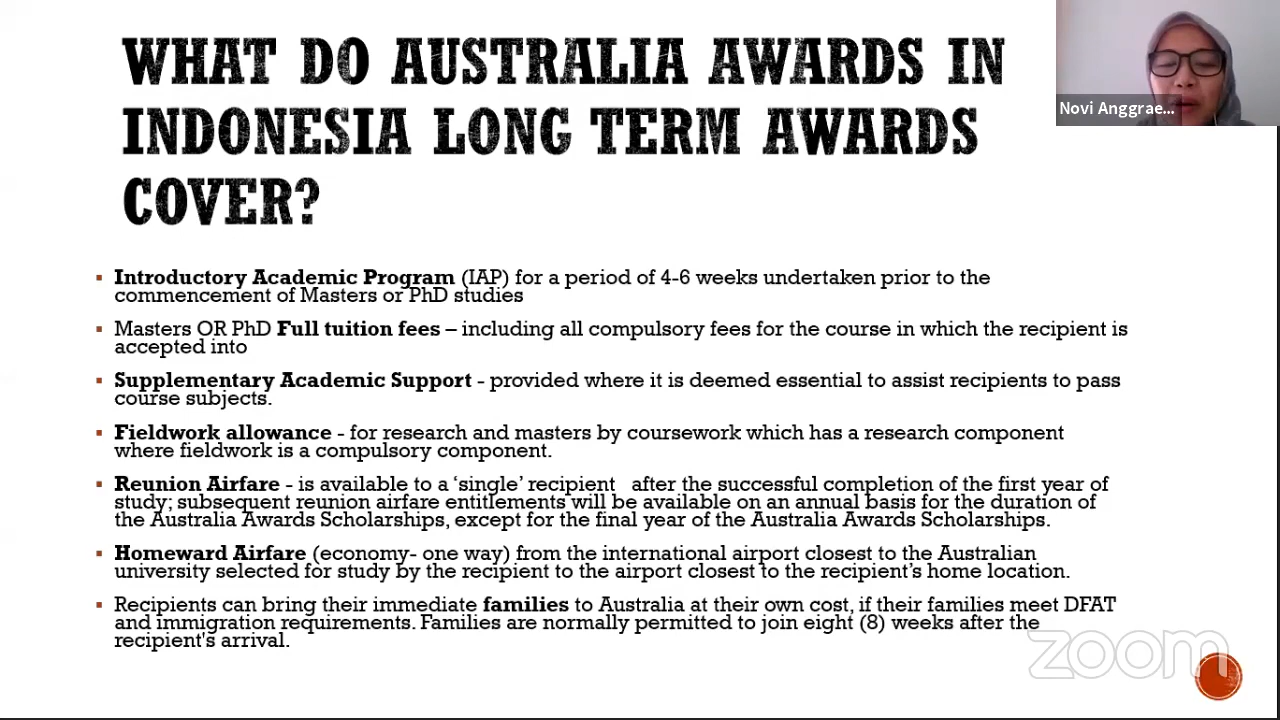 WHAT DO AUSTRALIA AWARDS IN
INDONESIA LONG TERM AWARDS
COVER?
Novi Anggrae...
▪ Introductory Academic Program (IAP) for a period of 4-6 weeks undertaken prior to the
commencement of Masters or PhD studies
▪ Masters OR PhD Full tuition fees – including all compulsory fees for the course in which the recipient is
accepted into
▪ Supplementary Academic Support - provided where it is deemed essential to assist recipients to pass
course subjects.
▪ Fieldwork allowance - for research and masters by coursework which has a research component
where fieldwork is a compulsory component.
▪ Reunion Airfare - is available to a ‘single’ recipient after the successful completion of the first year of
study; subsequent reunion airfare entitlements will be available on an annual basis for the duration of
the Australia Awards Scholarships, except for the final year of the Australia Awards Scholarships.
▪ Homeward Airfare (economy- one way) from the international airport closest to the Australian
university selected for study by the recipient to the airport closest to the recipient’s home location.
▪ Recipients can bring their immediate families to Australia at their own cost, if their families meet DFAT
and immigration requirements. Families are normally permitted to join eight (8) weeks after the
recipient's arrival.
zoom